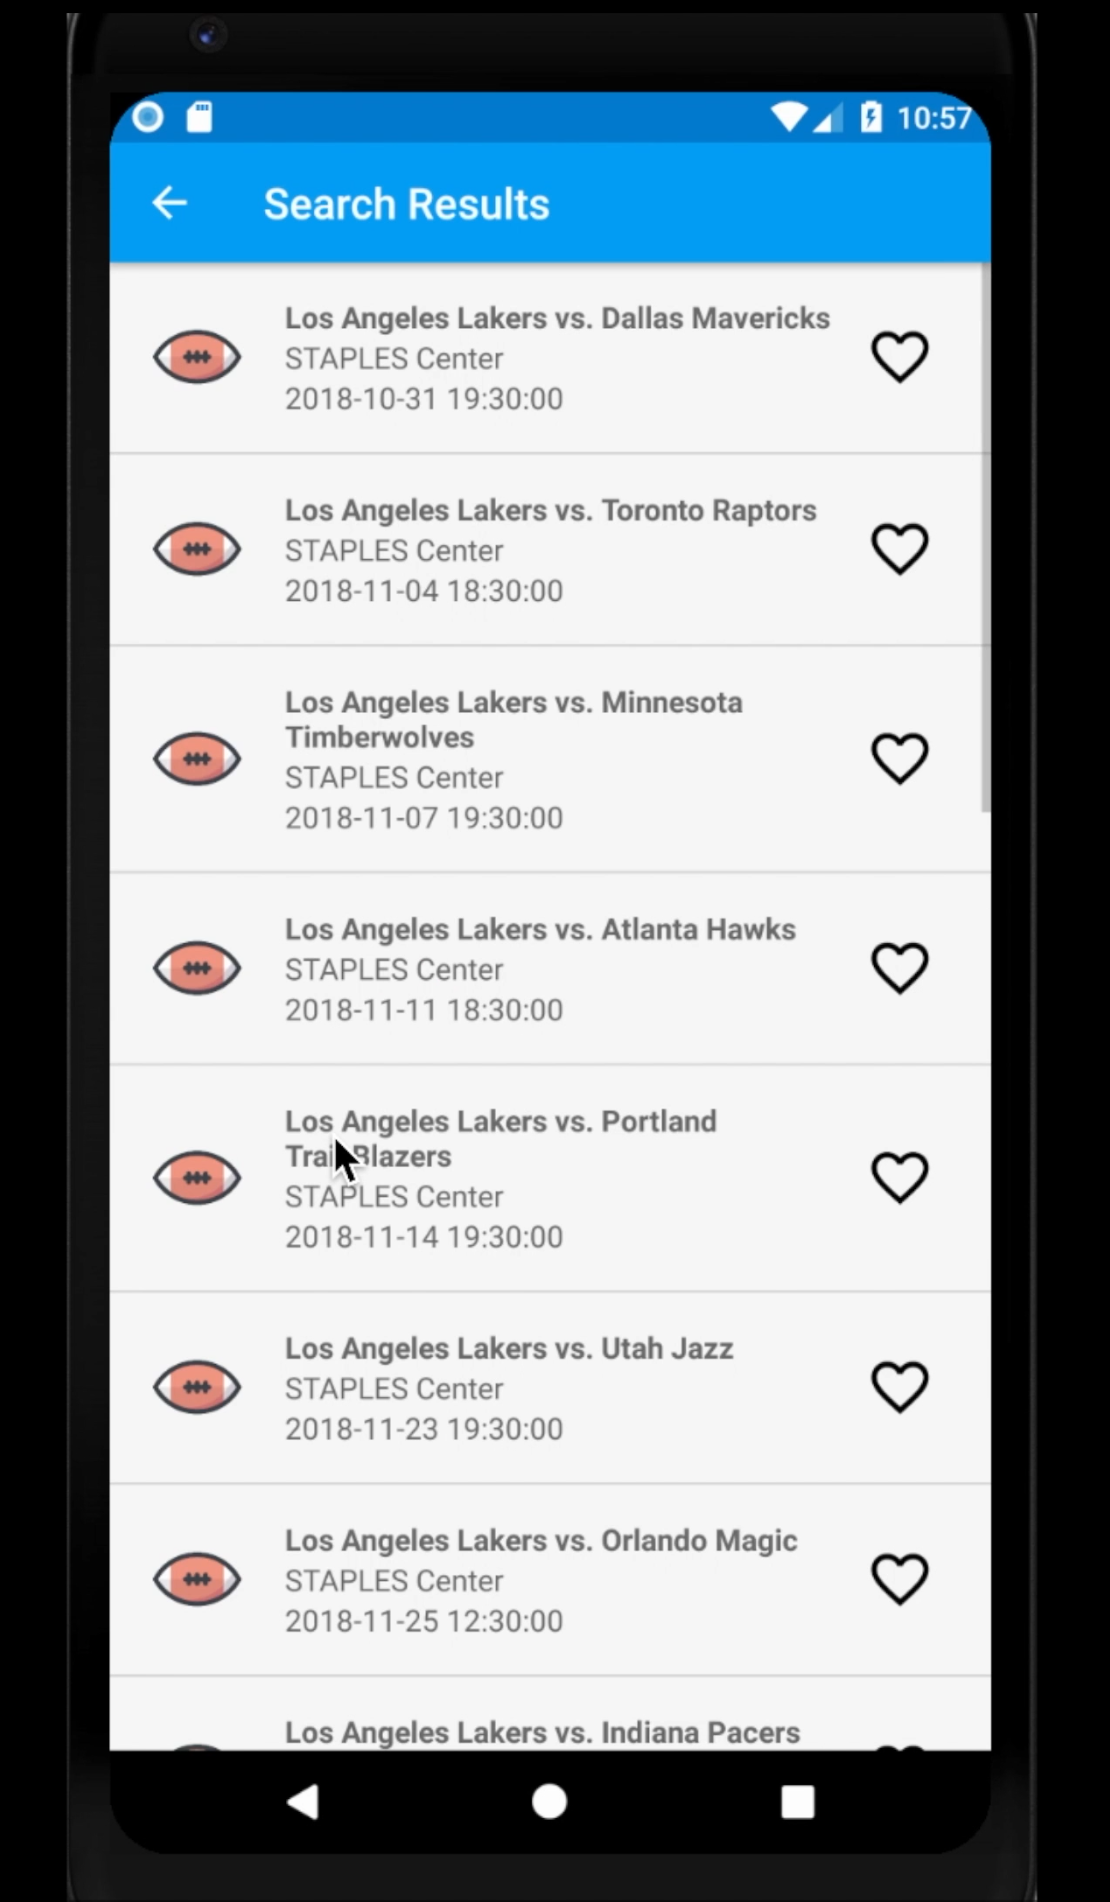 10:57
Search Results
Los Angeles Lakers vs. Dallas Mavericks
STAPLES Center
2018-10-31 19:30:00
Los Angeles Lakers vs. Toronto Raptors
STAPLES Center
2018-11-04 18:30:00
Los Angeles Lakers vs. Minnesota
Timberwolves
STAPLES Center
2018-11-07 19:30:00
Los Angeles Lakers vs. Atlanta Hawks
STAPLES Center
2018-11-11 18:30:00
Los Angeles Lakers vs. Portland
Trail Blazers
STAPLES Center
2018-11-14 19:30:00
Los Angeles Lakers vs. Utah Jazz
STAPLES Center
2018-11-23 19:30:00
Los Angeles Lakers vs. Orlando Magic
STAPLES Center
2018-11-25 12:30:00
Los Angeles Lakers vs. Indiana Pacers